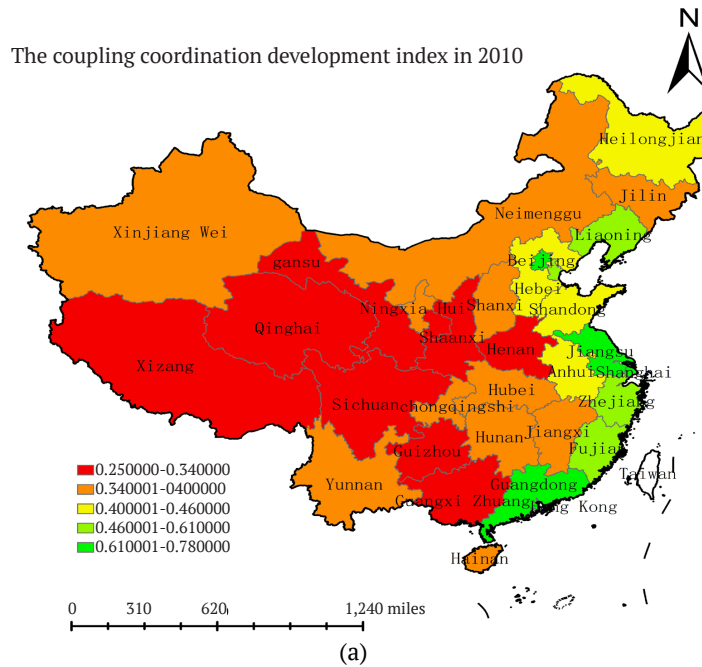 N
The coupling coordination development index in 2010
Heilongjian
Jilin
Neimenggu
Xinjiang Wei
Liaoning
Beijing
gansu
Hebei
Ningxia
Hui
Shanxi
Shandong
Qinghai
Shaanxi
Henan
Jiangsu
Xizang
Anhui
Shanghai
Hubei
Sichuan
chongqingshi
Zhejiang
Hunan
Jiangxi
Guizhou
Fujian
Taiwan
Yunnan
Guangdong
Guangxi Zhuang
Hong Kong
Hainan
0.250000-0.340000
0.340001-0400000
0.400001-0.460000
0.460001-0.610000
0.610001-0.780000
0 310 620 1,240 miles
(a)